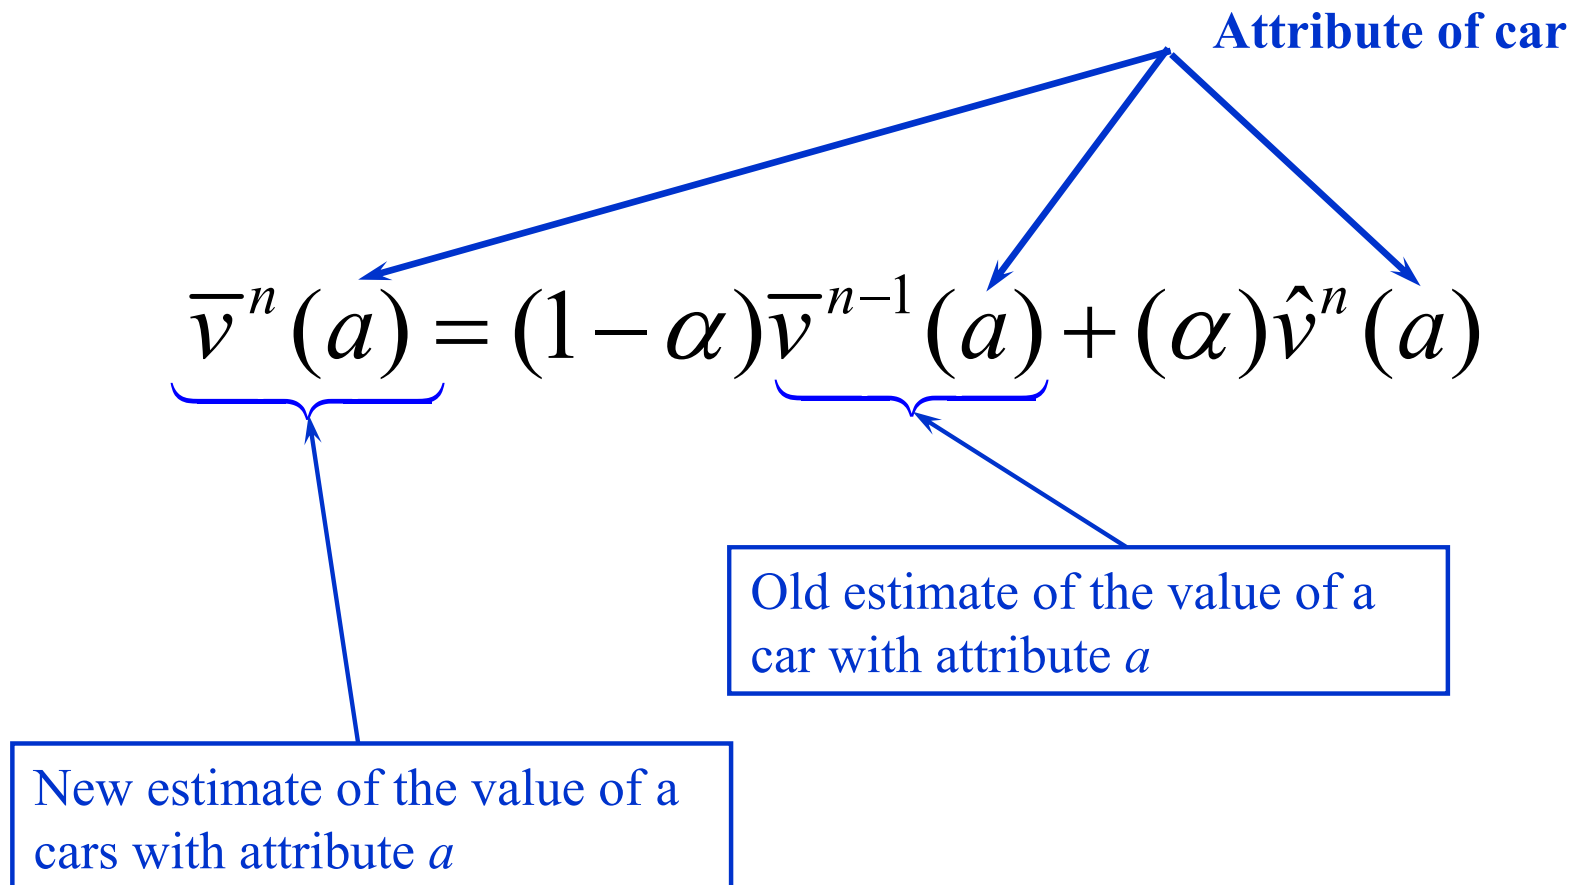 Attribute of car
v̄ⁿ(a) = (1−α)v̄ⁿ⁻¹(a) + (α)v̂ⁿ(a)
Old estimate of the value of a
car with attribute a
New estimate of the value of a
cars with attribute a